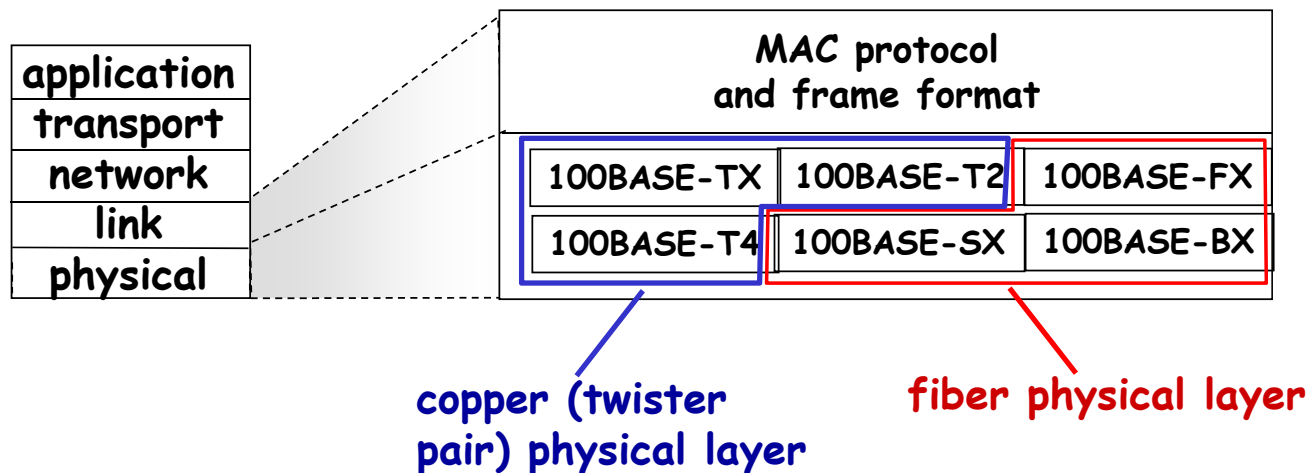 application
transport
network
link
physical
MAC protocol
and frame format
100BASE-TX
100BASE-T2
100BASE-FX
100BASE-T4
100BASE-SX
100BASE-BX
copper (twister
pair) physical layer
fiber physical layer